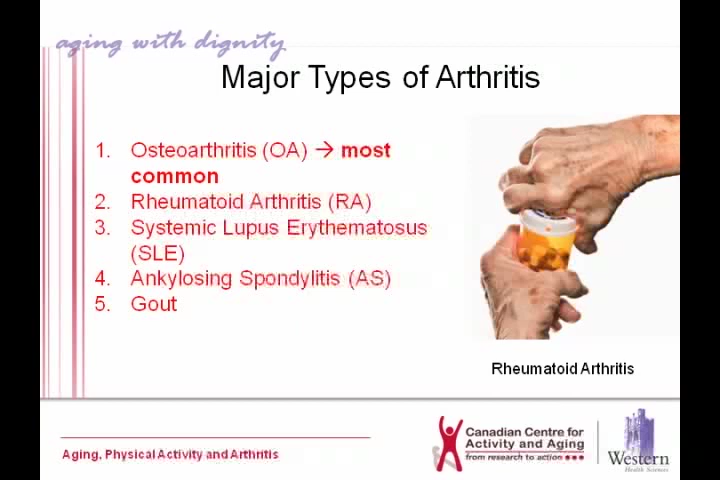 aging with dignity
Major Types of Arthritis
1. Osteoarthritis (OA) → most
common
2. Rheumatoid Arthritis (RA)
3. Systemic Lupus Erythematosus
(SLE)
4. Ankylosing Spondylitis (AS)
5. Gout
Rheumatoid Arthritis
Aging, Physical Activity and Arthritis
Canadian Centre for
Activity and Aging
from research to action
Western
Health Sciences